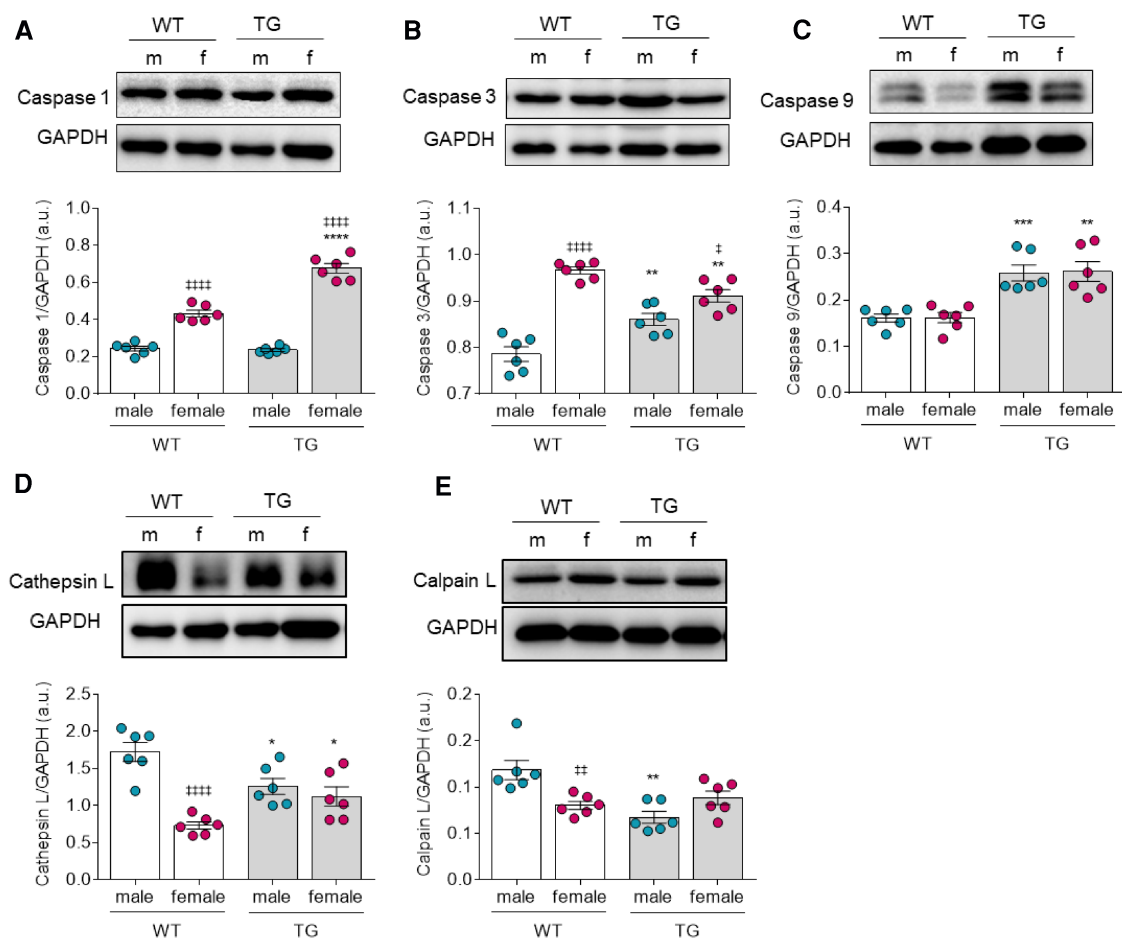 A
WT TG
m f m f
Caspase 1
GAPDH
Caspase 1/GAPDH (a.u.)
1.0
0.8
0.6
0.4
0.2
0.0
‡‡‡‡
‡‡‡‡
****
male female male female
WT TG
B
WT TG
m f m f
Caspase 3
GAPDH
Caspase 3/GAPDH (a.u.)
1.1
1.0
0.9
0.8
0.7
‡‡‡‡
**
‡
**
male female male female
WT TG
C
WT TG
m f m f
Caspase 9
GAPDH
Caspase 9/GAPDH (a.u.)
0.4
0.3
0.2
0.1
0.0
***
**
male female male female
WT TG
D
WT TG
m f m f
Cathepsin L
GAPDH
Cathepsin L/GAPDH (a.u.)
2.5
2.0
1.5
1.0
0.5
0.0
‡‡‡‡
*
*
male female male female
WT TG
E
WT TG
m f m f
Calpain L
GAPDH
Calpain L/GAPDH (a.u.)
0.2
0.2
0.1
0.1
0.0
‡‡
**
male female male female
WT TG